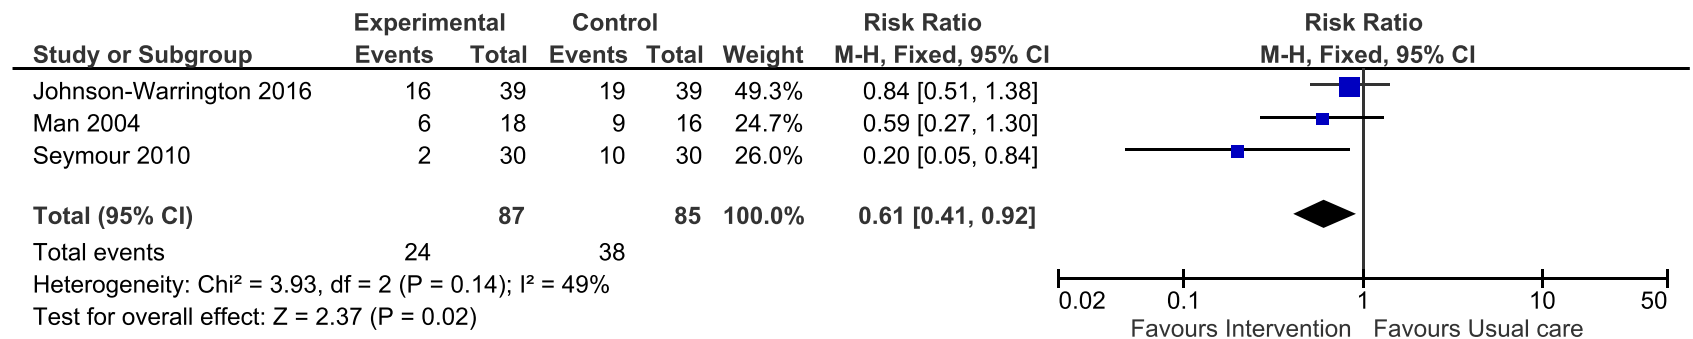 Experimental Control Risk Ratio Risk Ratio
Study or Subgroup Events Total Events Total Weight M-H, Fixed, 95% CI M-H, Fixed, 95% CI
Johnson-Warrington 2016 16 39 19 39 49.3% 0.84 [0.51, 1.38]
Man 2004 6 18 9 16 24.7% 0.59 [0.27, 1.30]
Seymour 2010 2 30 10 30 26.0% 0.20 [0.05, 0.84]
Total (95% CI) 87 85 100.0% 0.61 [0.41, 0.92]
Total events 24 38
Heterogeneity: Chi² = 3.93, df = 2 (P = 0.14); I² = 49%
Test for overall effect: Z = 2.37 (P = 0.02)
0.02 0.1 1 10 50
Favours Intervention Favours Usual care